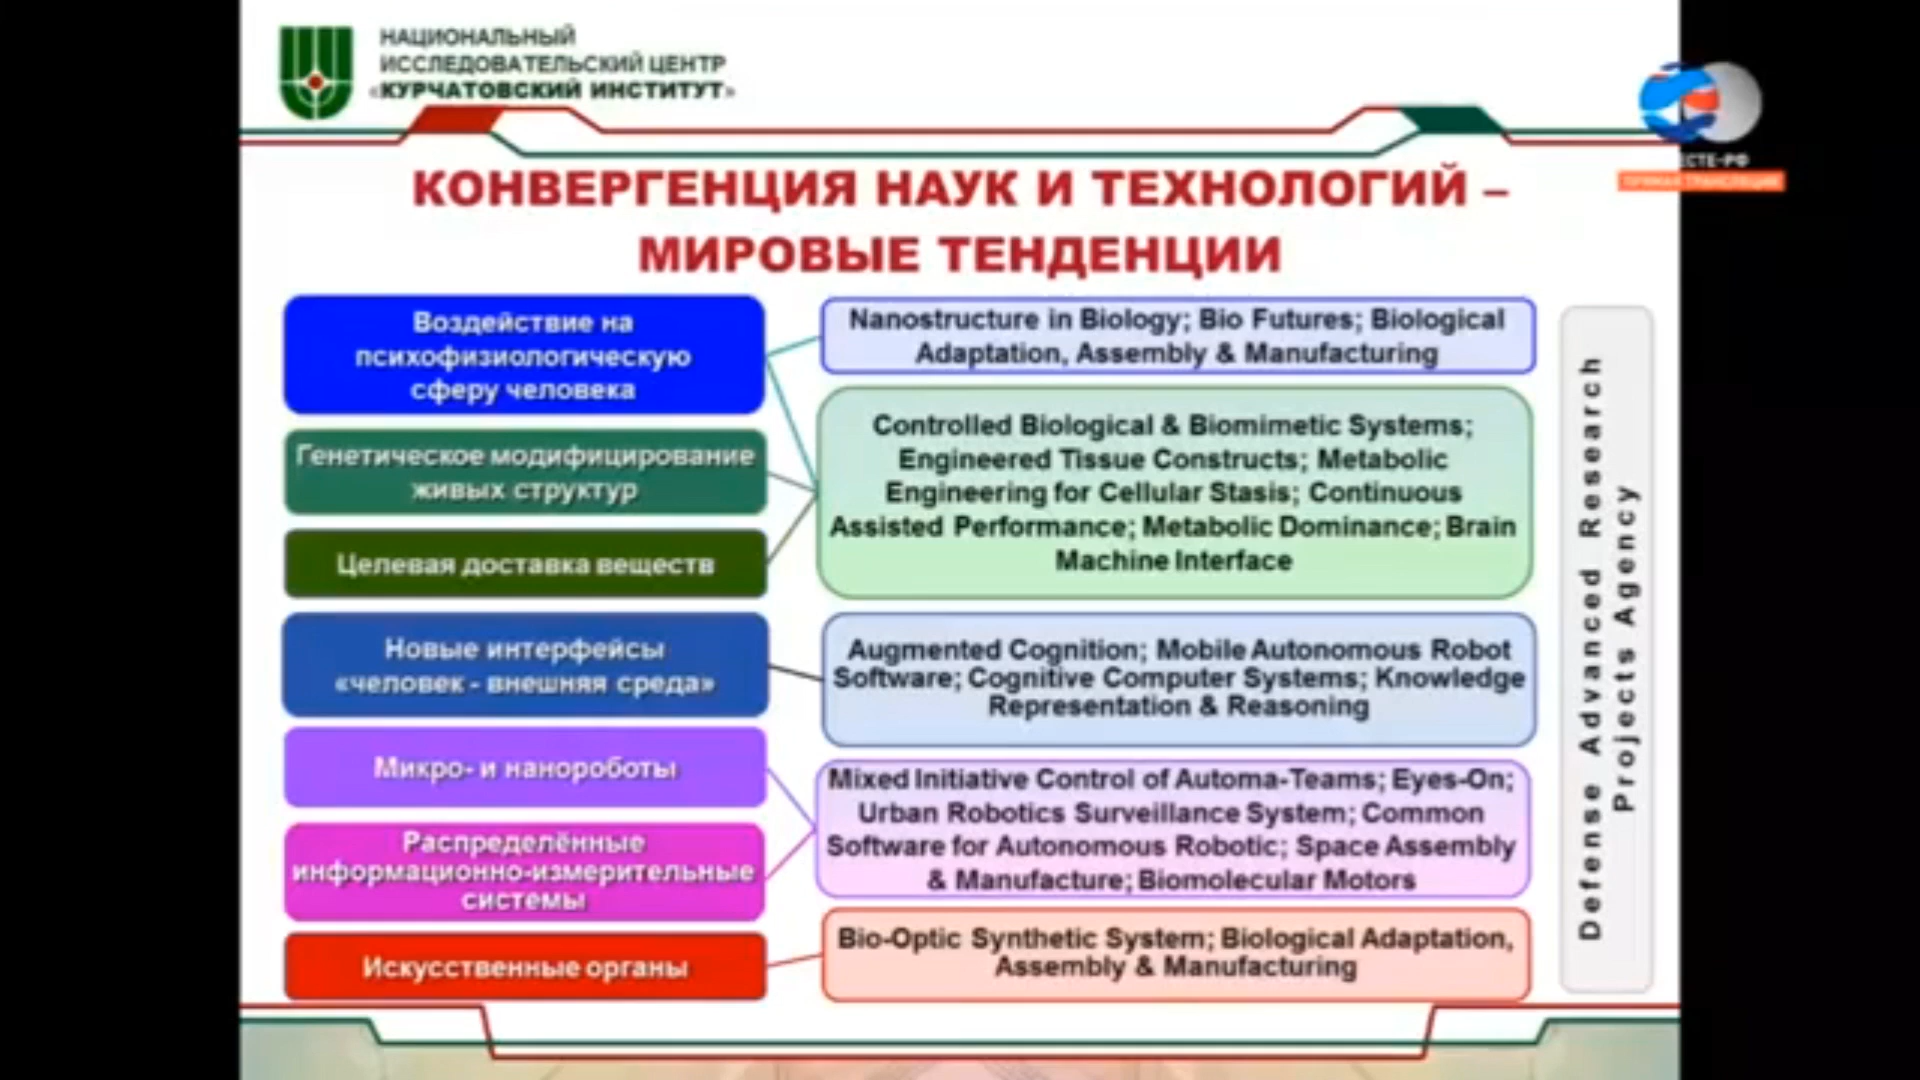 НАЦИОНАЛЬНЫЙ
ИССЛЕДОВАТЕЛЬСКИЙ ЦЕНТР
«КУРЧАТОВСКИЙ ИНСТИТУТ»
ЕСТЕ-РФ
ПРЯМАЯ ТРАНСЛЯЦИЯ
КОНВЕРГЕНЦИЯ НАУК И ТЕХНОЛОГИЙ –
МИРОВЫЕ ТЕНДЕНЦИИ
Воздействие на
психофизиологическую
сферу человека
Генетическое модифицирование
живых структур
Целевая доставка веществ
Новые интерфейсы
«человек - внешняя среда»
Микро- и нанороботы
Распределённые
информационно-измерительные
системы
Искусственные органы
Nanostructure in Biology; Bio Futures; Biological
Adaptation, Assembly & Manufacturing
Controlled Biological & Biomimetic Systems;
Engineered Tissue Constructs; Metabolic
Engineering for Cellular Stasis; Continuous
Assisted Performance; Metabolic Dominance; Brain
Machine Interface
Augmented Cognition; Mobile Autonomous Robot
Software; Cognitive Computer Systems; Knowledge
Representation & Reasoning
Mixed Initiative Control of Automa-Teams; Eyes-On;
Urban Robotics Surveillance System; Common
Software for Autonomous Robotic; Space Assembly
& Manufacture; Biomolecular Motors
Bio-Optic Synthetic System; Biological Adaptation,
Assembly & Manufacturing
Defense Advanced Research
Projects Agency